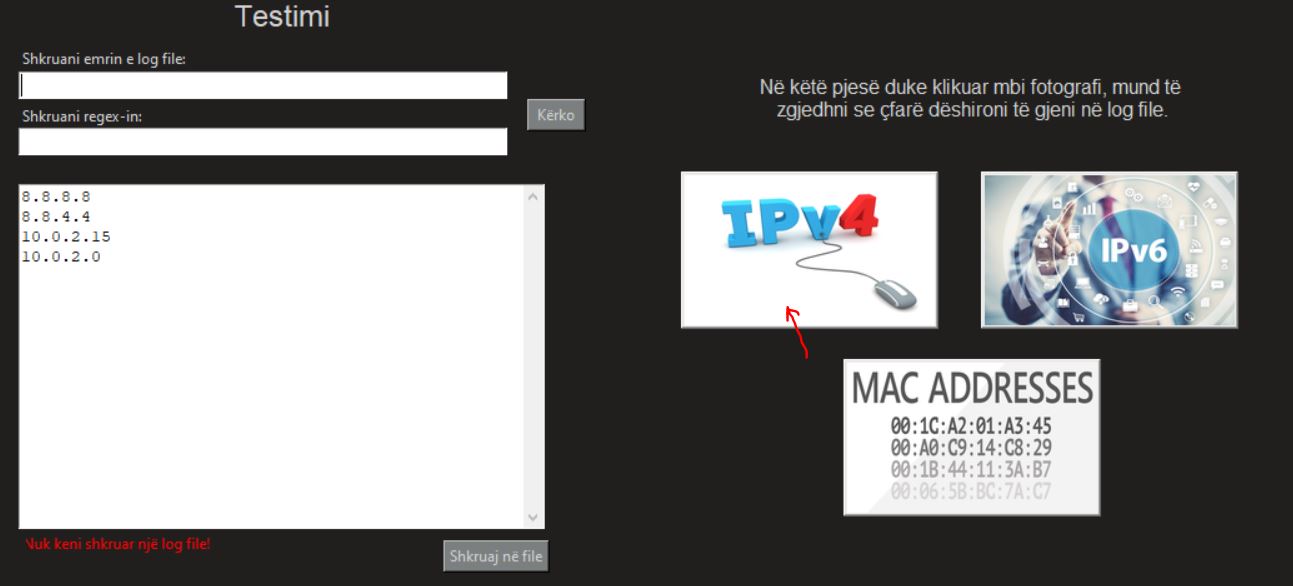 Testimi
Shkruani emrin e log file:
Shkruani regex-in:
Kërko
8.8.8.8
8.8.4.4
10.0.2.15
10.0.2.0
Nuk keni shkruar një log file!
Shkruaj në file
Në këtë pjesë duke klikuar mbi fotografi, mund të
zgjedhni se çfarë dëshironi të gjeni në log file.
IPv4
IPv6
MAC ADDRESSES
00:1C:A2:01:A3:45
00:A0:C9:14:C8:29
00:1B:44:11:3A:B7
00:06:5B:BC:7A:C7